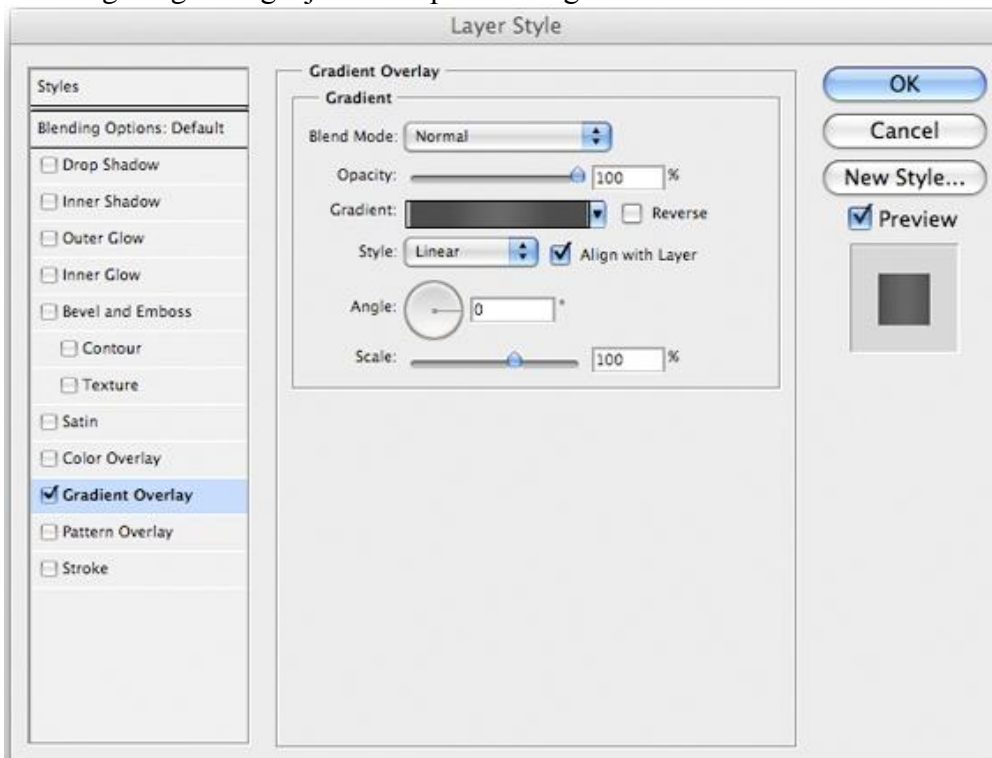 Layer Style
Styles
Blending Options: Default
Drop Shadow
Inner Shadow
Outer Glow
Inner Glow
Bevel and Emboss
Contour
Texture
Satin
Color Overlay
Gradient Overlay
Pattern Overlay
Stroke
Gradient Overlay
Gradient
Blend Mode: Normal
Opacity: 100 %
Gradient: Reverse
Style: Linear Align with Layer
Angle: 0 °
Scale: 100 %
OK
Cancel
New Style...
Preview